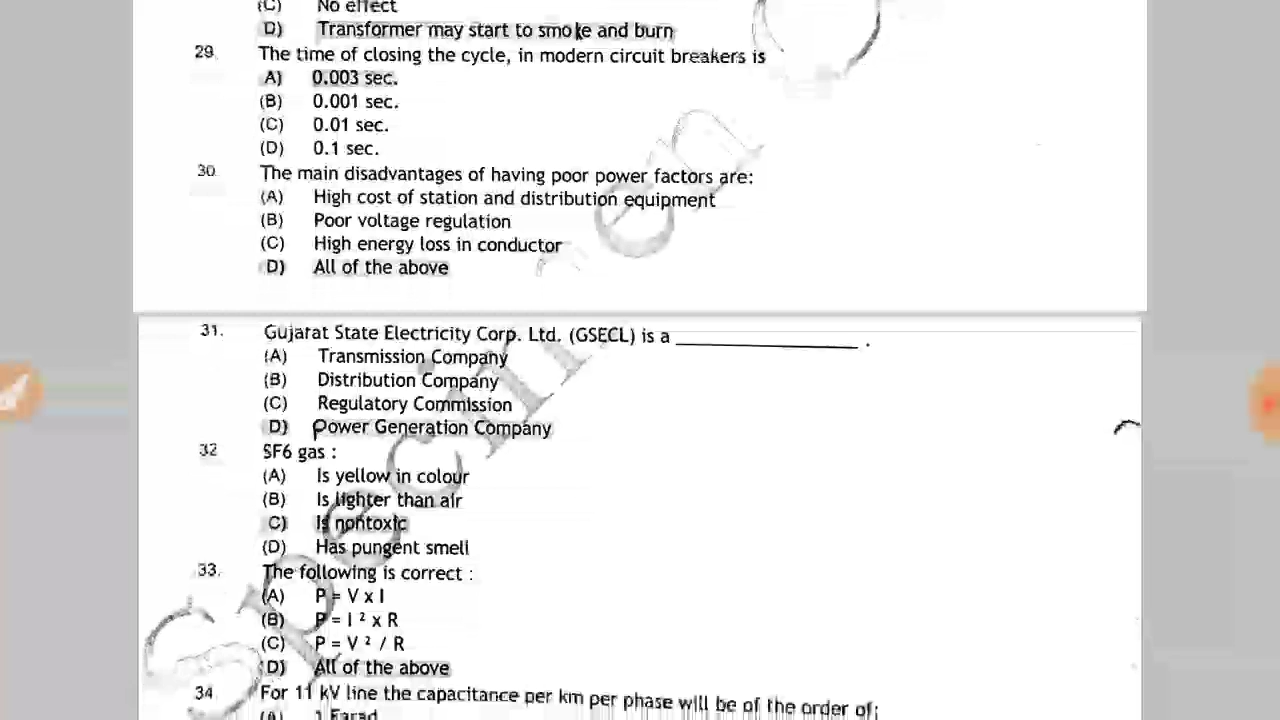 (C) No effect
D) Transformer may start to smoke and burn
29. The time of closing the cycle, in modern circuit breakers is
A) 0.003 sec.
(B) 0.001 sec.
(C) 0.01 sec.
(D) 0.1 sec.
30. The main disadvantages of having poor power factors are:
(A) High cost of station and distribution equipment
(B) Poor voltage regulation
(C) High energy loss in conductor
D) All of the above
31. Gujarat State Electricity Corp. Ltd. (GSECL) is a ____________ .
(A) Transmission Company
(B) Distribution Company
(C) Regulatory Commission
D) Power Generation Company
32 SF6 gas :
(A) Is yellow in colour
(B) Is lighter than air
C) Is nontoxic
(D) Has pungent smell
33. The following is correct :
(A) P = V x I
(B) P = I ² x R
(C) P = V ² / R
D) All of the above
34 For 11 kV line the capacitance per km per phase will be of the order of:
(A) 1 Farad
Specimen